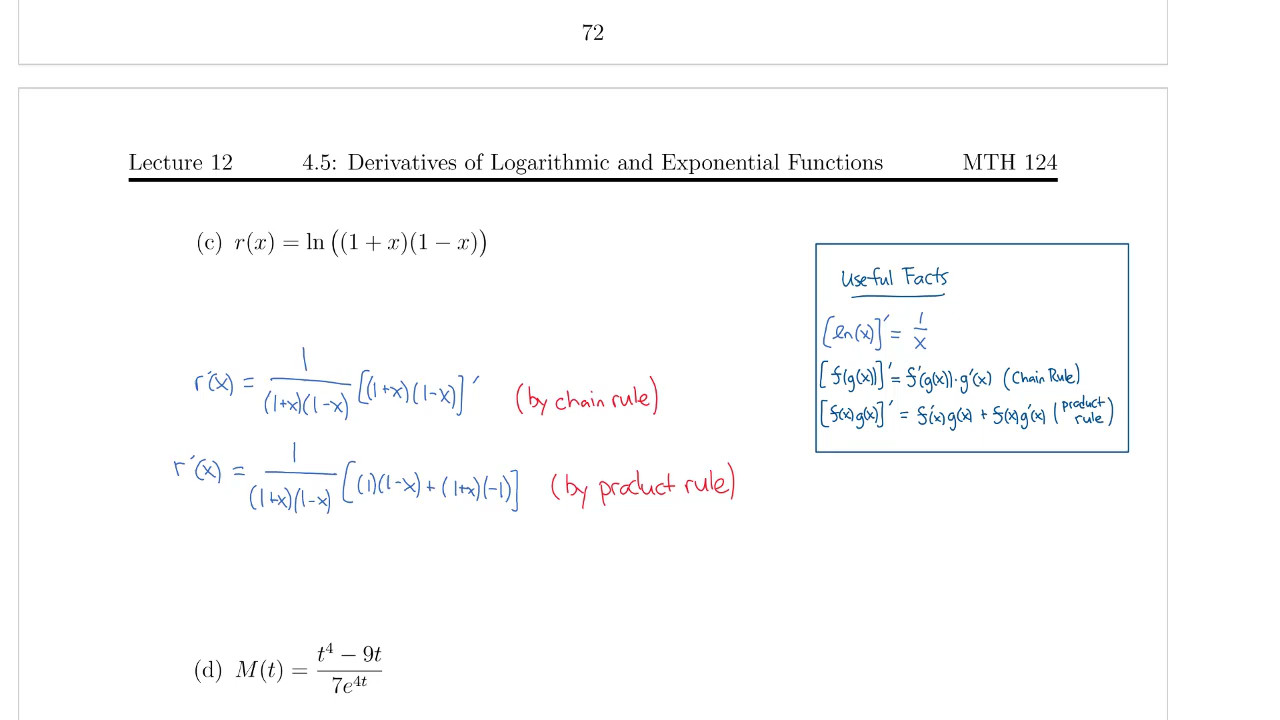 72
Lecture 12 4.5: Derivatives of Logarithmic and Exponential Functions MTH 124
(c) r(x) = ln ((1 + x)(1 − x))
Useful Facts
[ln(x)]′ = 1/x
[f(g(x))]′ = f′(g(x))·g′(x) (Chain Rule)
[f(x)g(x)]′ = f′(x)g(x) + f(x)g′(x) (product rule)
r′(x) = 1/((1+x)(1−x)) [(1+x)(1−x)]′ (by chain rule)
r′(x) = 1/((1+x)(1−x)) [(1)(1−x) + (1+x)(−1)] (by product rule)
(d) M(t) = (t⁴ − 9t)/(7e⁴ᵗ)